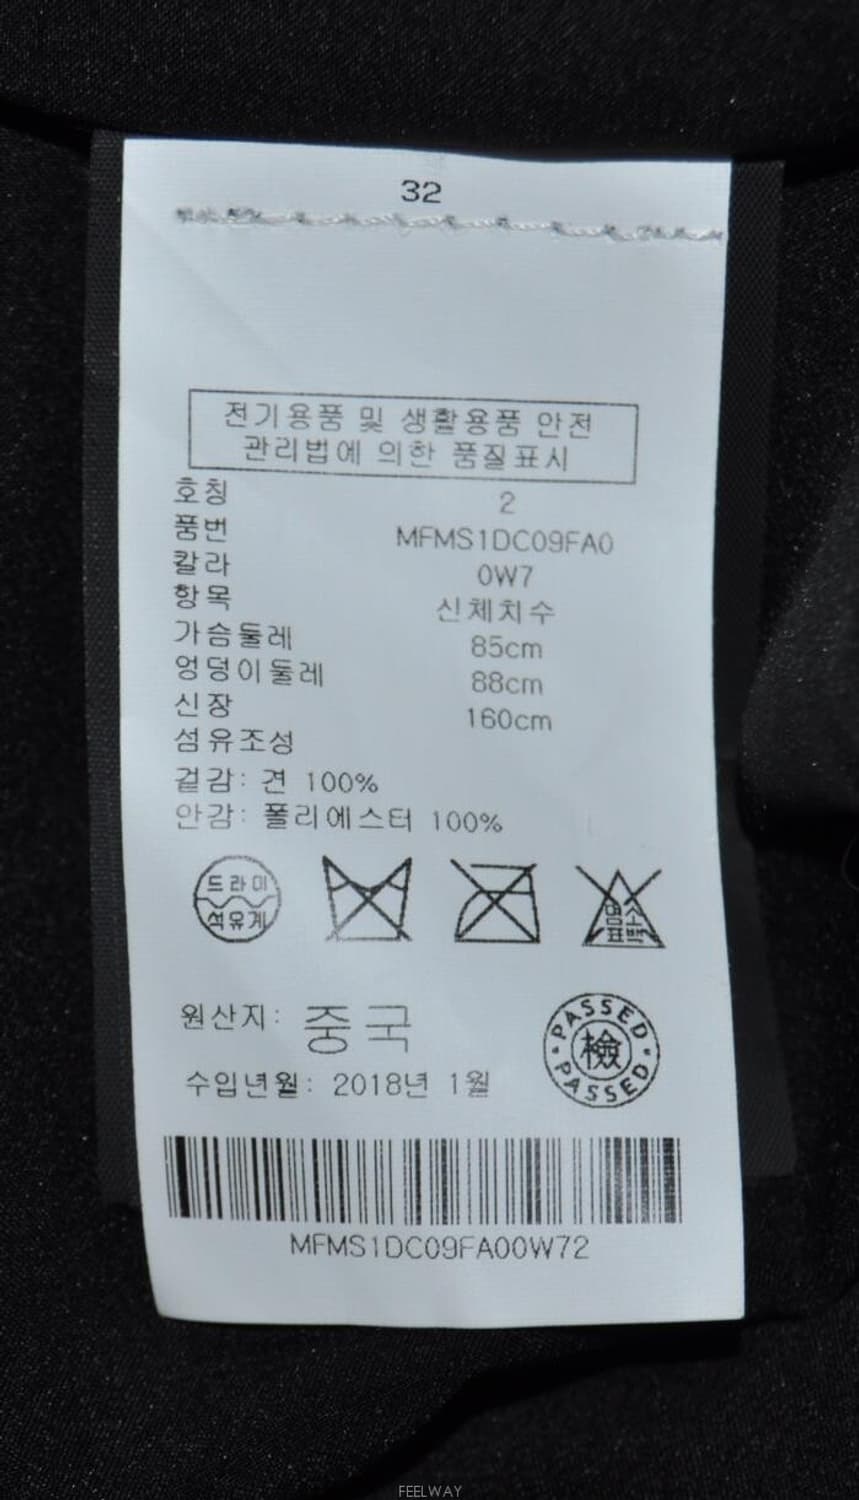 32
전기용품 및 생활용품 안전
관리법에 의한 품질표시
호칭 2
품번 MFMS1DC09FA0
칼라 0W7
항목 신체치수
가슴둘레 85cm
엉덩이둘레 88cm
신장 160cm
섬유조성
겉감: 견 100%
안감: 폴리에스터 100%
드라이
석유계
염소
표백
원산지: 중국
PASSED
檢
PASSED
수입년월: 2018년 1월
MFMS1DC09FA00W72
FEELWAY